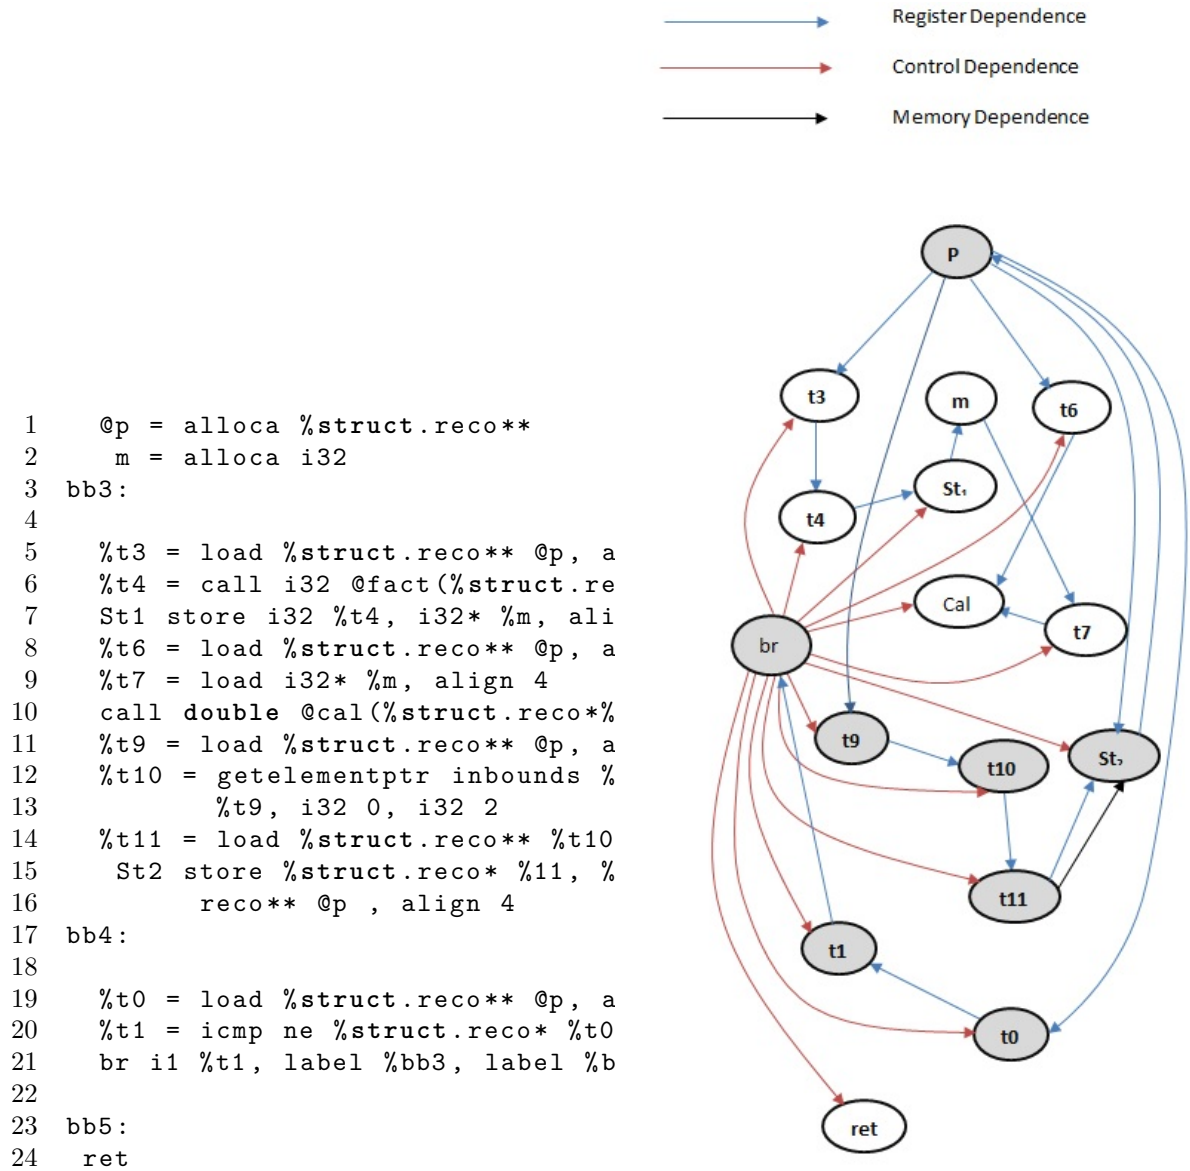 Register Dependence
Control Dependence
Memory Dependence
1 @p = alloca %struct.reco**
2 m = alloca i32
3 bb3:
4
5 %t3 = load %struct.reco** @p, a
6 %t4 = call i32 @fact(%struct.re
7 St1 store i32 %t4, i32* %m, ali
8 %t6 = load %struct.reco** @p, a
9 %t7 = load i32* %m, align 4
10 call double @cal(%struct.reco*%
11 %t9 = load %struct.reco** @p, a
12 %t10 = getelementptr inbounds %
13 %t9, i32 0, i32 2
14 %t11 = load %struct.reco** %t10
15 St2 store %struct.reco* %11, %
16 reco** @p , align 4
17 bb4:
18
19 %t0 = load %struct.reco** @p, a
20 %t1 = icmp ne %struct.reco* %t0
21 br i1 %t1, label %bb3, label %b
22
23 bb5:
24 ret
P
t3
m
t6
St₁
t4
Cal
t7
br
t9
St₂
t10
t11
t1
t0
ret